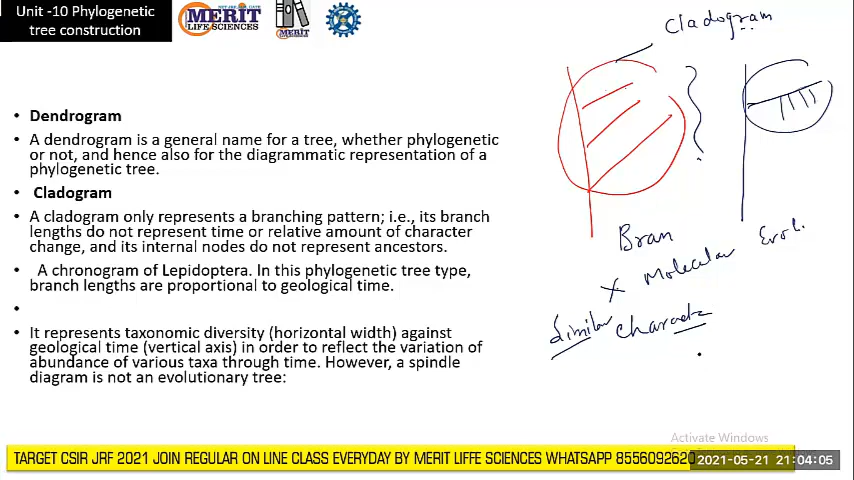 Unit -10 Phylogenetic
tree construction
MERIT
LIFE SCIENCES
MERIT
Cladogram
• Dendrogram
• A dendrogram is a general name for a tree, whether phylogenetic
or not, and hence also for the diagrammatic representation of a
phylogenetic tree.
• Cladogram
• A cladogram only represents a branching pattern; i.e., its branch
lengths do not represent time or relative amount of character
change, and its internal nodes do not represent ancestors.
• A chronogram of Lepidoptera. In this phylogenetic tree type,
branch lengths are proportional to geological time.
•
• It represents taxonomic diversity (horizontal width) against
geological time (vertical axis) in order to reflect the variation of
abundance of various taxa through time. However, a spindle
diagram is not an evolutionary tree:
Bran
x Molecular Evol.
Similar characte
Activate Windows
TARGET CSIR JRF 2021 JOIN REGULAR ON LINE CLASS EVERYDAY BY MERIT LIFFE SCIENCES WHATSAPP 8556092620
2021-05-21 21:04:05